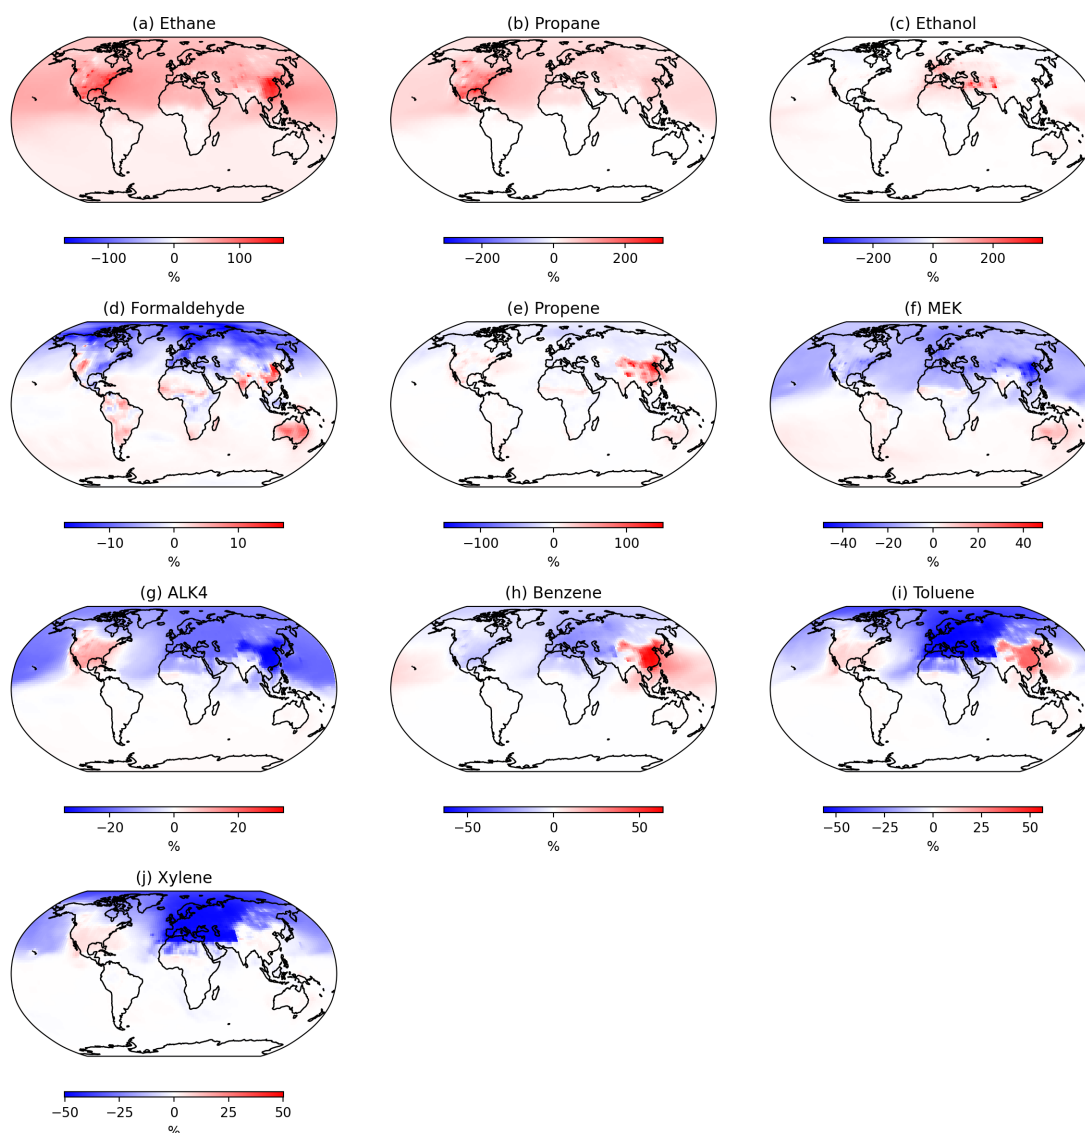 (a) Ethane
(b) Propane
(c) Ethanol
−100 0 100
%
−200 0 200
%
−200 0 200
%
(d) Formaldehyde
(e) Propene
(f) MEK
−10 0 10
%
−100 0 100
%
−40 −20 0 20 40
%
(g) ALK4
(h) Benzene
(i) Toluene
−20 0 20
%
−50 0 50
%
−50 −25 0 25 50
%
(j) Xylene
−50 −25 0 25 50
%